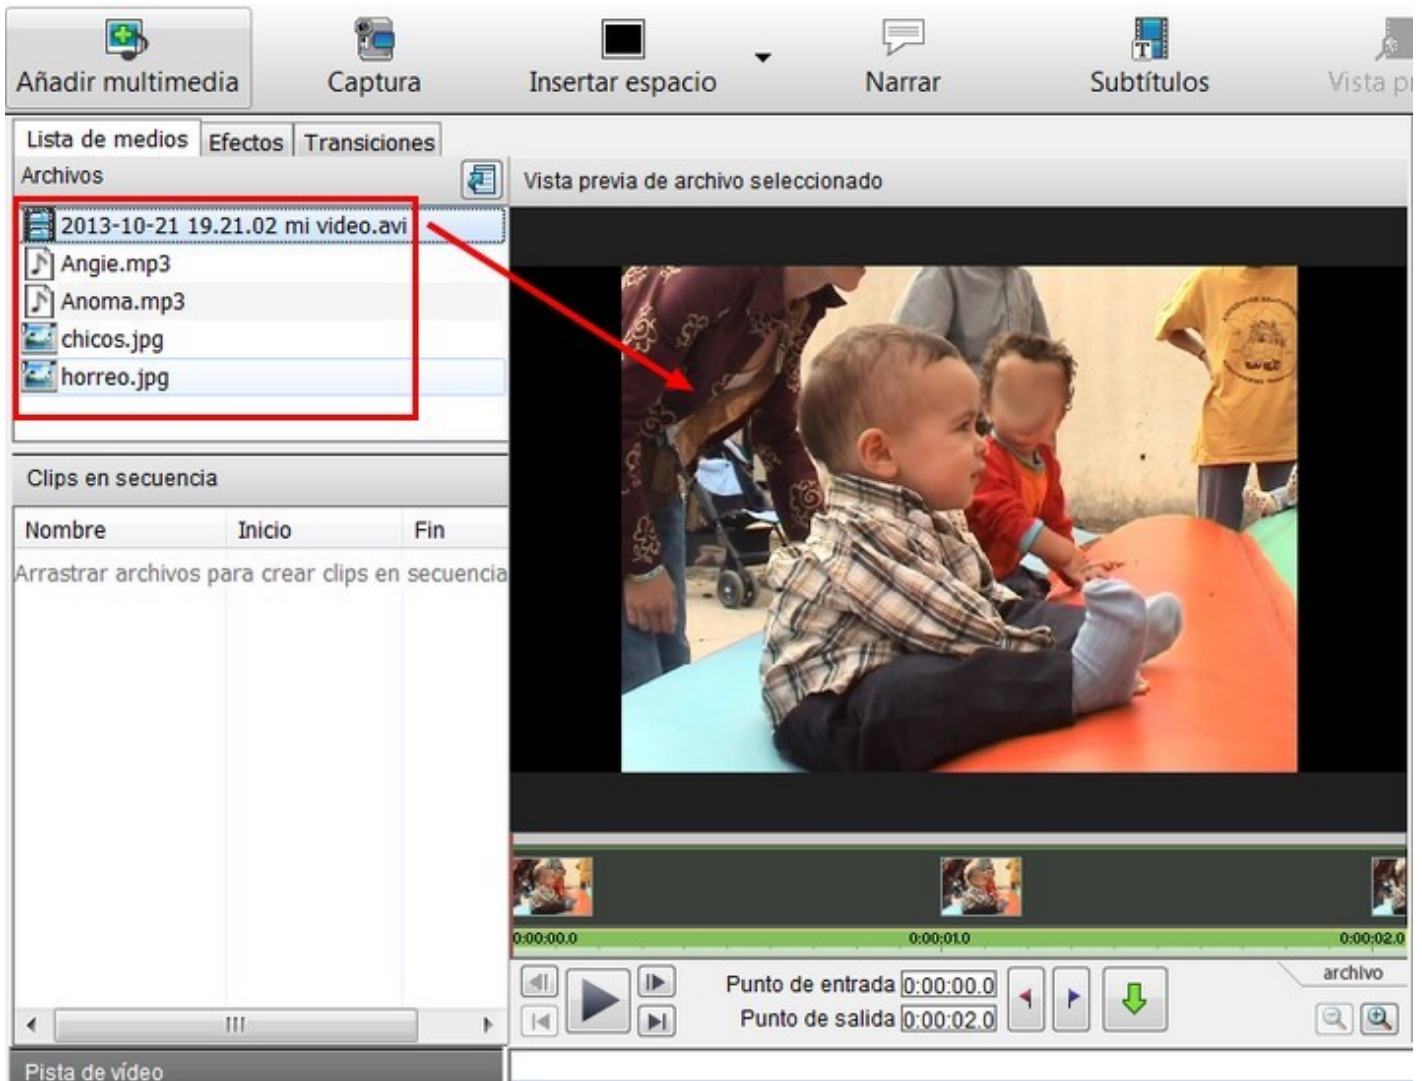 Añadir multimedia
Captura
Insertar espacio
Narrar
Subtítulos
Lista de medios
Efectos
Transiciones
Archivos
Vista previa de archivo seleccionado
2013-10-21 19.21.02 mi video.avi
Angie.mp3
Anoma.mp3
chicos.jpg
horreo.jpg
Clips en secuencia
Nombre Inicio Fin
Arrastrar archivos para crear clips en secuencia
0:00:00.0 0:00:01.0 0:00:02.0
Punto de entrada 0:00:00.0
Punto de salida 0:00:02.0
archivo
Pista de vídeo